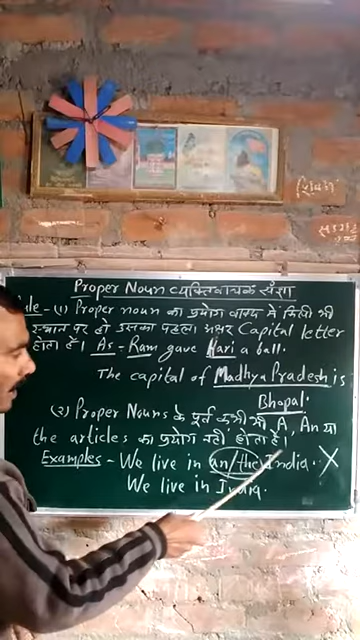 Proper Noun व्यक्तिवाचक संज्ञा
Rule - (1) Proper noun का प्रयोग वाक्य में किसी भी
स्थान पर हो उसका पहला अक्षर Capital letter
होता है। As - Ram gave Hari a ball.
The capital of Madhya Pradesh is
Bhopal.
(2) Proper Nouns के पूर्व कभी भी A, An या
the articles का प्रयोग नहीं होता है।
Examples - We live in an/the India. X
We live in India.